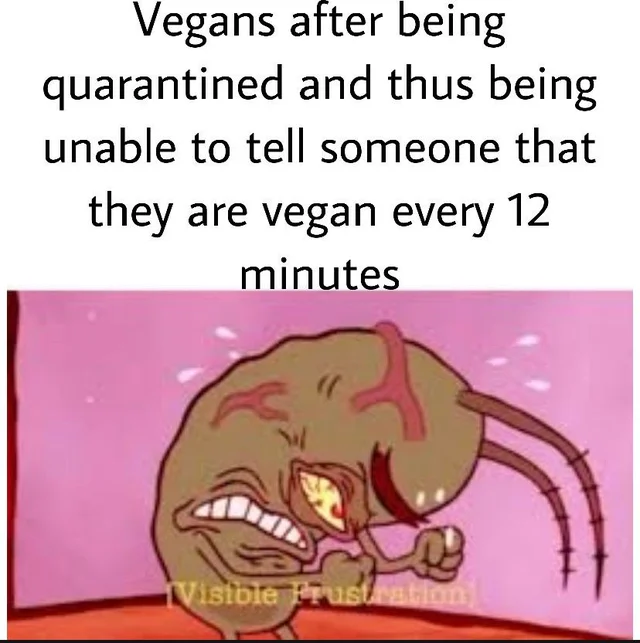 Vegans after being
quarantined and thus being
unable to tell someone that
they are vegan every 12
minutes
[Visible Frustration]